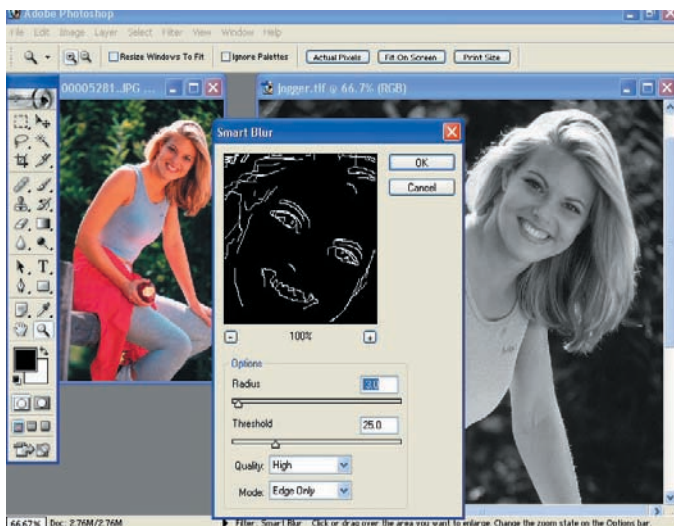 Adobe Photoshop
File Edit Image Layer Select Filter View Window Help
Resize Windows To Fit Ignore Palettes Actual Pixels Fit On Screen Print Size
00005281..JPG ...
Jogger.tif @ 66.7% (RGB)
Smart Blur
OK
Cancel
100%
Options
Radius
Threshold 25.0
Quality: High
Mode: Edge Only
66.67% Doc: 2.76M/2.76M Filter: Smart Blur Click or drag over the area you want to enlarge. Change the zoom state on the Options bar.